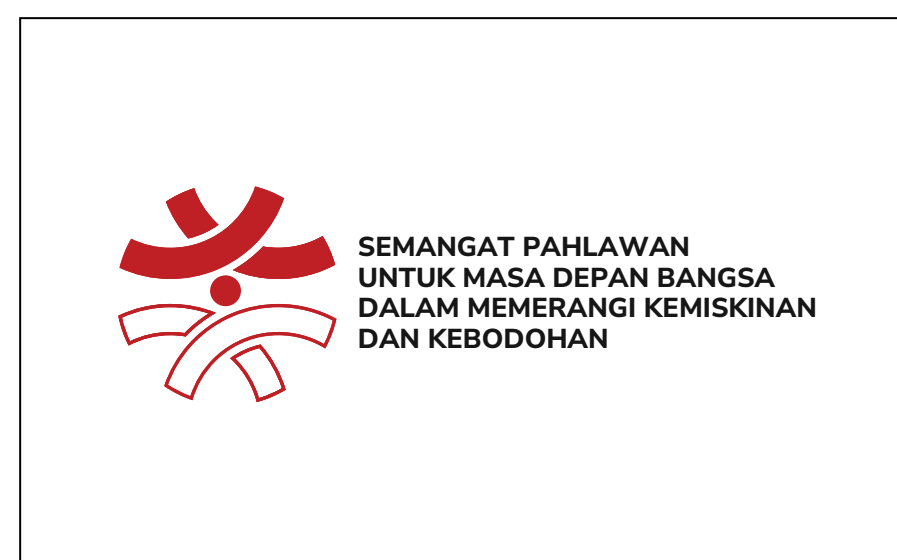 SEMANGAT PAHLAWAN
UNTUK MASA DEPAN BANGSA
DALAM MEMERANGI KEMISKINAN
DAN KEBODOHAN